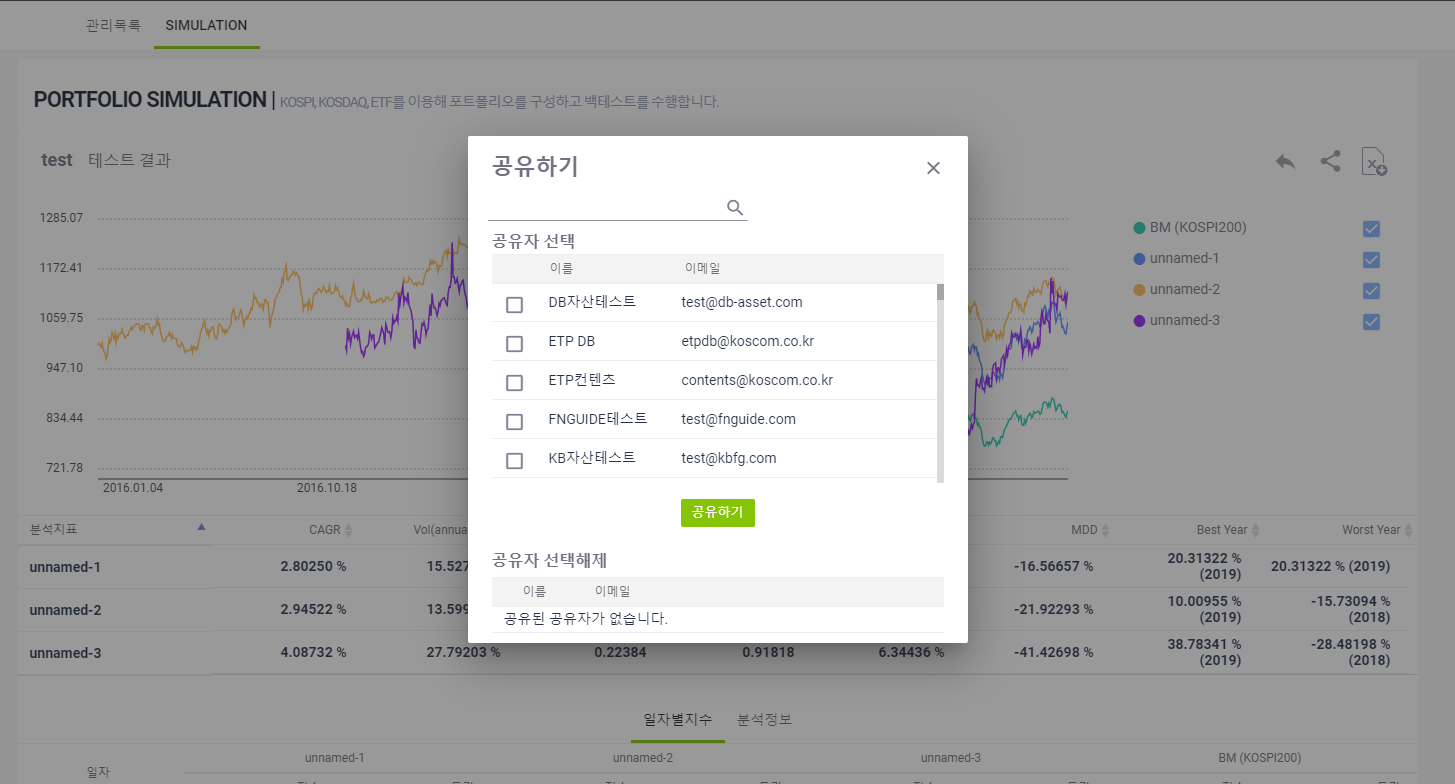 관리목록 SIMULATION
PORTFOLIO SIMULATION | KOSPI, KOSDAQ, ETF를 이용해 포트폴리오를 구성하고 백테스트를 수행합니다.
test 테스트 결과
공유하기
공유자 선택
이름 이메일
DB자산테스트 test@db-asset.com
ETP DB etpdb@koscom.co.kr
ETP컨텐츠 contents@koscom.co.kr
FNGUIDE테스트 test@fnguide.com
KB자산테스트 test@kbfg.com
공유하기
공유자 선택해제
이름 이메일
공유된 공유자가 없습니다.
1285.07
1172.41
1059.75
947.10
834.44
721.78
2016.01.04 2016.10.18
BM (KOSPI200)
unnamed-1
unnamed-2
unnamed-3
분석지표 CAGR Vol(annua MDD Best Year Worst Year
unnamed-1 2.80250 % 15.527 -16.56657 % 20.31322 % (2019) 20.31322 % (2019)
unnamed-2 2.94522 % 13.599 -21.92293 % 10.00955 % (2019) -15.73094 % (2018)
unnamed-3 4.08732 % 27.79203 % 0.22384 0.91818 6.34436 % -41.42698 % 38.78341 % (2019) -28.48198 % (2018)
일자별지수 분석정보
일자 unnamed-1 unnamed-2 unnamed-3 BM (KOSPI200)